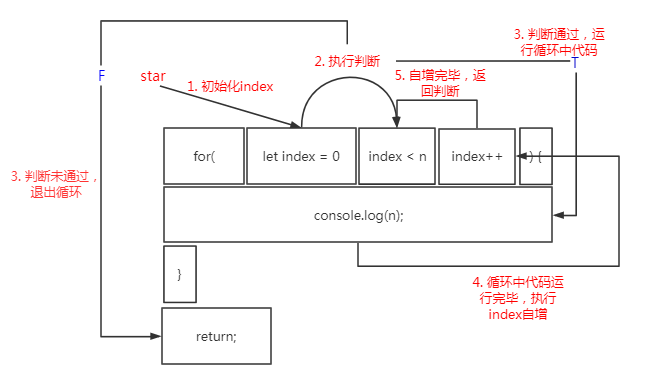 3. 判断通过，运
行循环中代码
2. 执行判断
T
F
star
5. 自增完毕，返
回判断
1. 初始化index
for(
let index = 0
index < n
index++
) {
3. 判断未通过，
退出循环
console.log(n);
}
4. 循环中代码运
行完毕，执行
index自增
return;